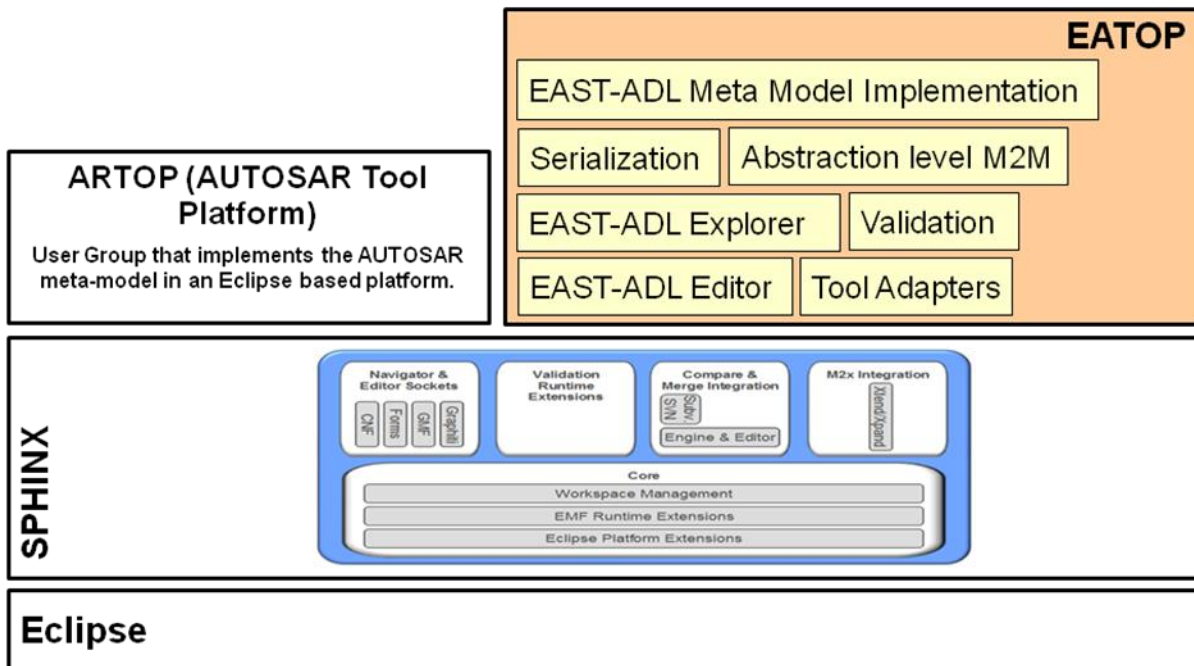 EATOP
EAST-ADL Meta Model Implementation
Serialization
Abstraction level M2M
EAST-ADL Explorer
Validation
EAST-ADL Editor
Tool Adapters
ARTOP (AUTOSAR Tool
Platform)
User Group that implements the AUTOSAR
meta-model in an Eclipse based platform.
SPHINX
Navigator &
Editor Sockets
CNF
Forms
GMF
Graphiti
Validation
Runtime
Extensions
Compare &
Merge Integration
SVN
Subv.
Engine & Editor
M2x Integration
Xtend/Xpand
Core
Workspace Management
EMF Runtime Extensions
Eclipse Platform Extensions
Eclipse